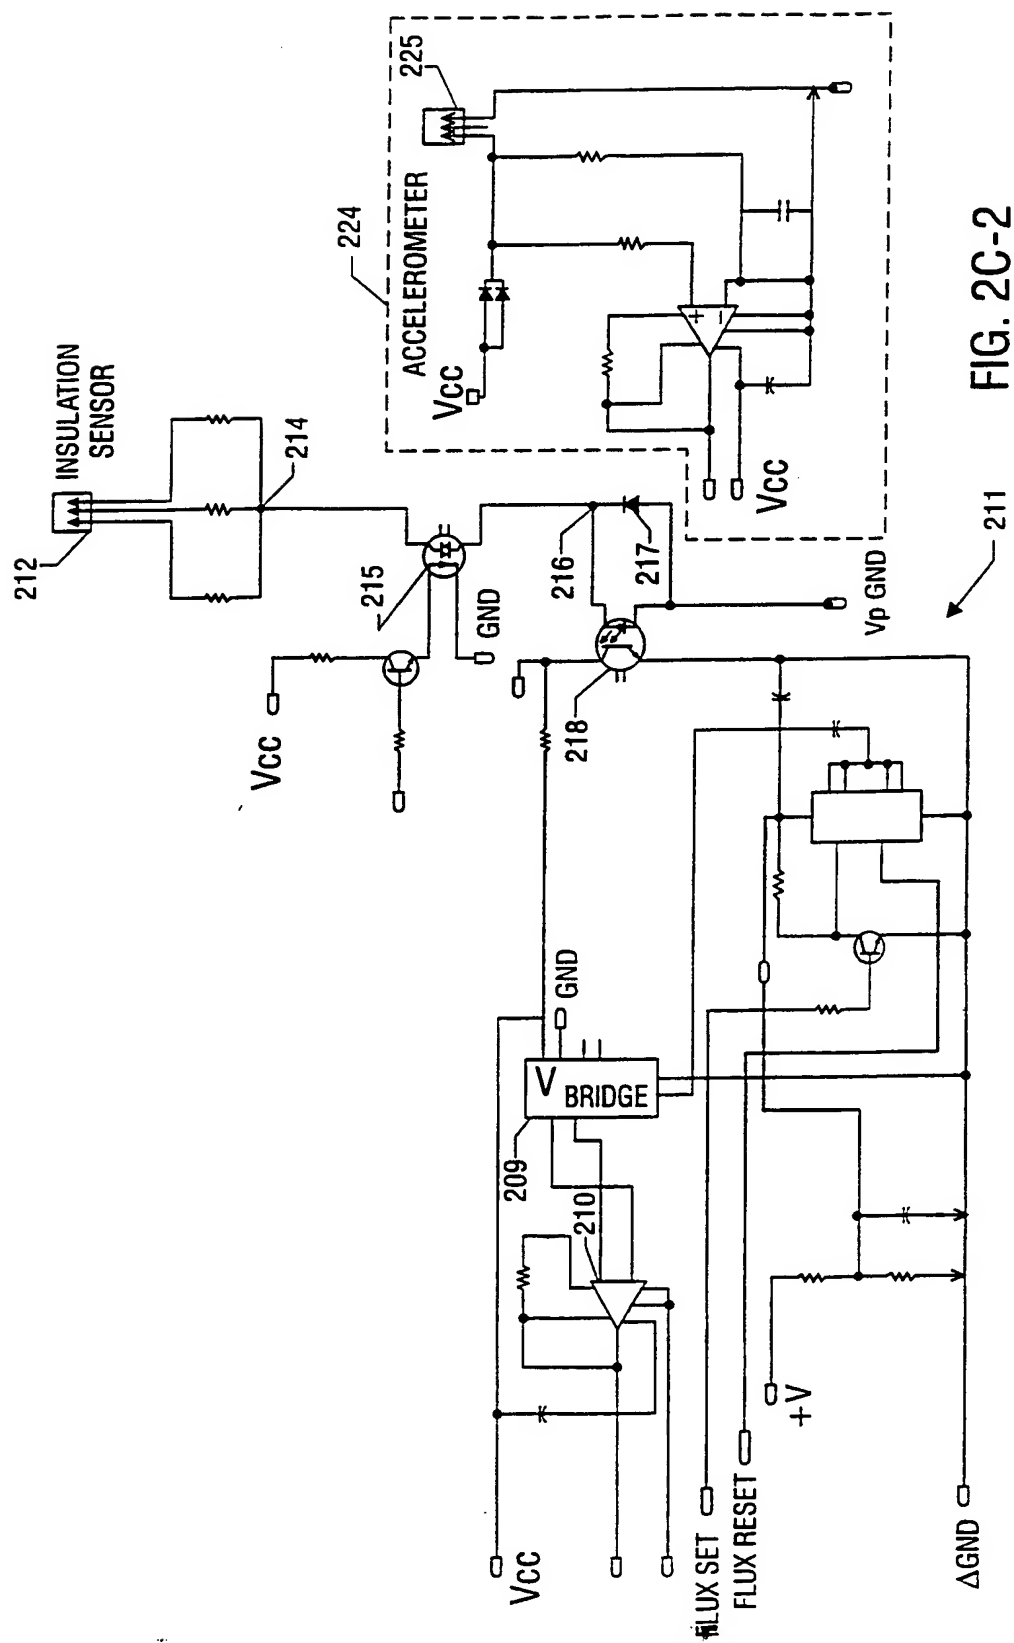 212
INSULATION
SENSOR
214
VCC
215
GND
216
217
218
Vp GND
211
224
225
ACCELEROMETER
VCC
+
−
VCC
209
V
BRIDGE
GND
210
VCC
FLUX SET
FLUX RESET
+V
ΔGND
FIG. 2C-2